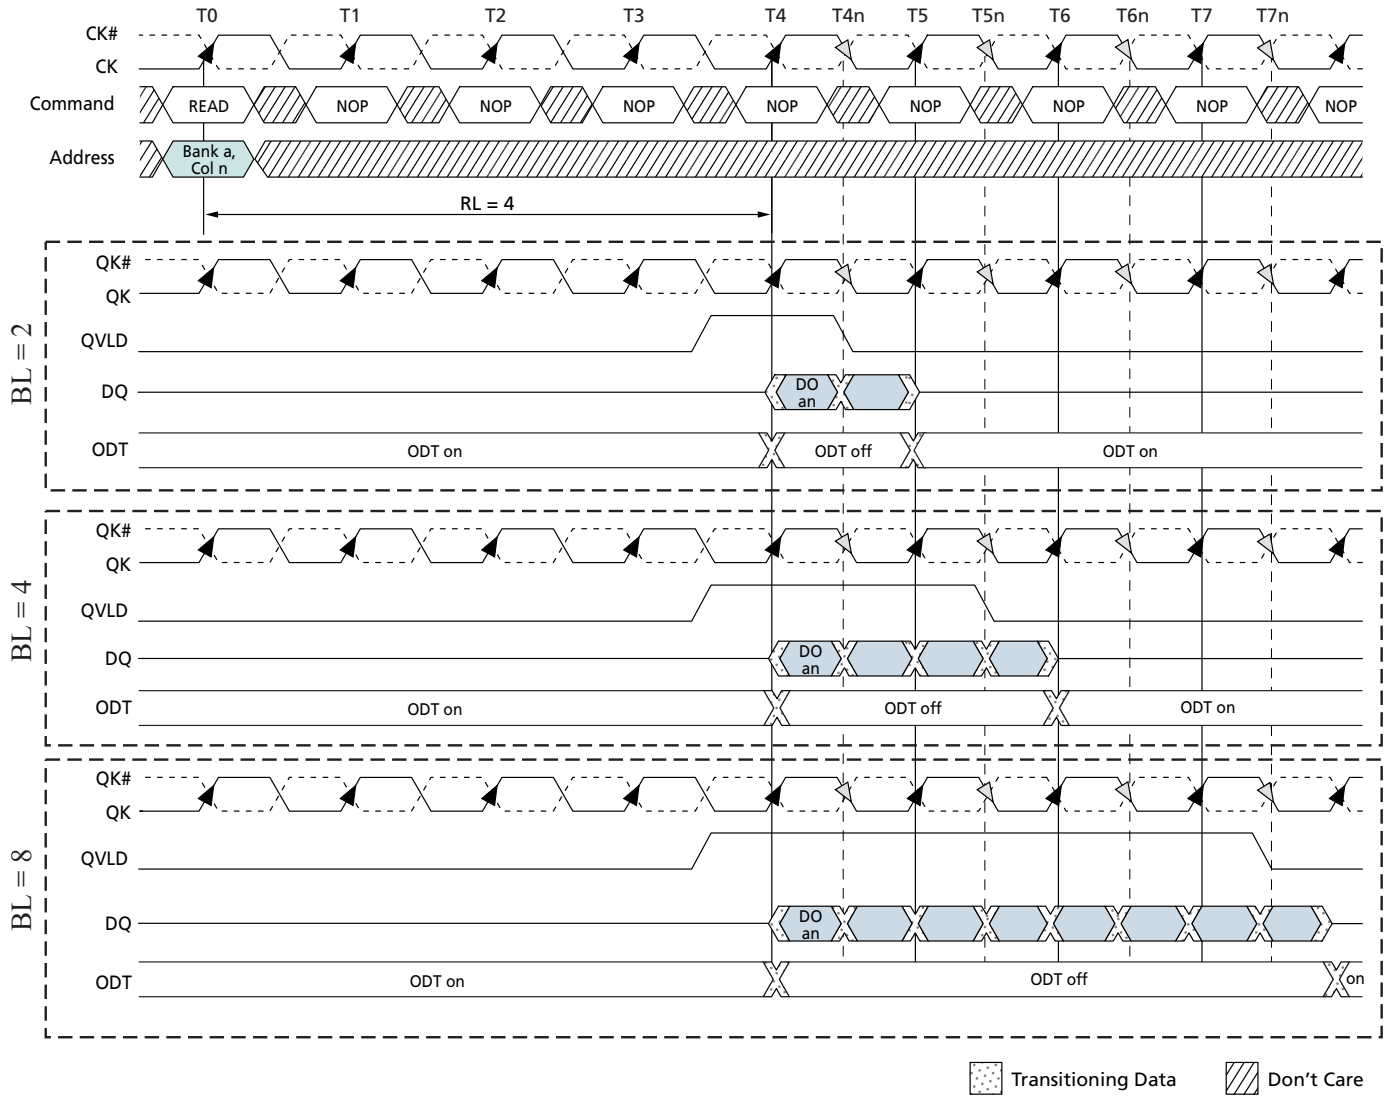 T0 T1 T2 T3 T4 T4n T5 T5n T6 T6n T7 T7n
CK#
CK
Command READ NOP NOP NOP NOP NOP NOP NOP NOP
Address Bank a,
Col n
RL = 4
BL = 2
QK#
QK
QVLD
DQ DO
an
ODT ODT on ODT off ODT on
BL = 4
QK#
QK
QVLD
DQ DO
an
ODT ODT on ODT off ODT on
BL = 8
QK#
QK
QVLD
DQ DO
an
ODT ODT on ODT off on
Transitioning Data Don't Care